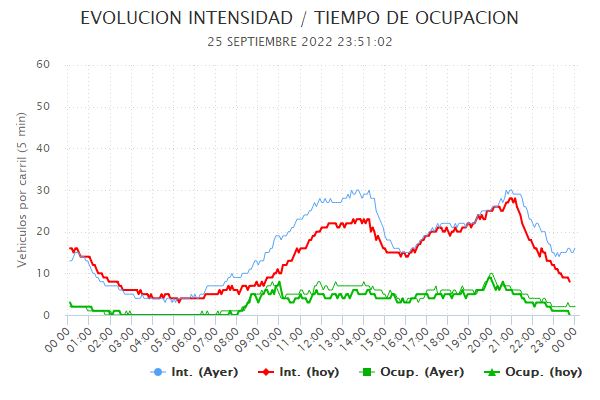 EVOLUCION INTENSIDAD / TIEMPO DE OCUPACION
25 SEPTIEMBRE 2022 23:51:02
Vehiculos por carril (5 min)
60
50
40
30
20
10
0
00:00 01:00 02:00 03:00 04:00 05:00 06:00 07:00 08:00 09:00 10:00 11:00 12:00 13:00 14:00 15:00 16:00 17:00 18:00 19:00 20:00 21:00 22:00 23:00 00:00
Int. (Ayer) Int. (hoy) Ocup. (Ayer) Ocup. (hoy)